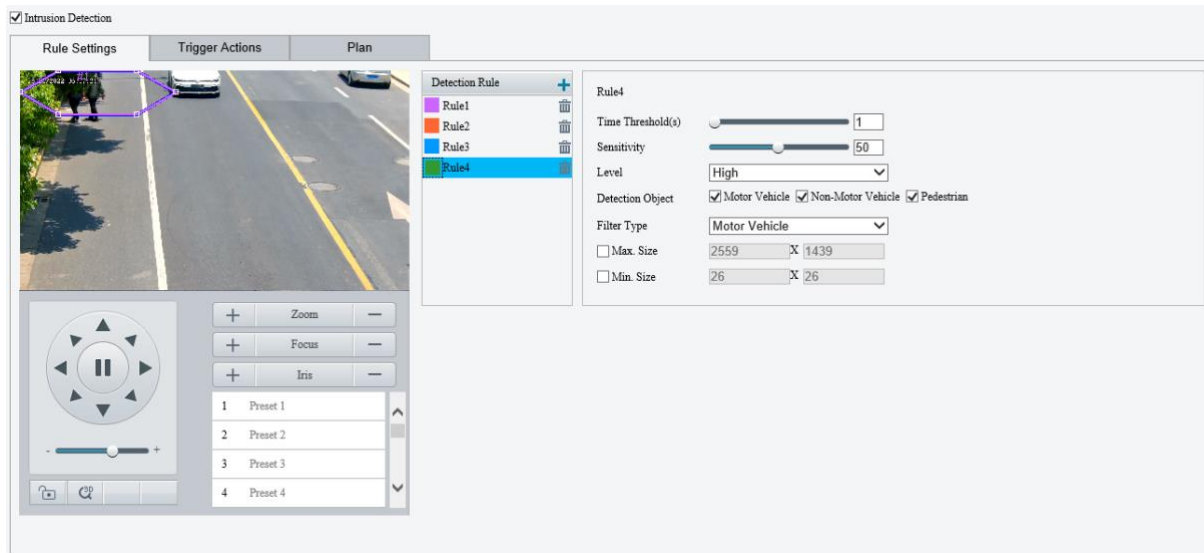 Intrusion Detection
Rule Settings Trigger Actions Plan
#1
Detection Rule
Rule1
Rule2
Rule3
Rule4
Rule4
Time Threshold(s) 1
Sensitivity 50
Level High
Detection Object Motor Vehicle Non-Motor Vehicle Pedestrian
Filter Type Motor Vehicle
Max. Size 2559 X 1439
Min. Size 26 X 26
+ Zoom −
+ Focus −
+ Iris −
1 Preset 1
2 Preset 2
3 Preset 3
4 Preset 4
- +
3D